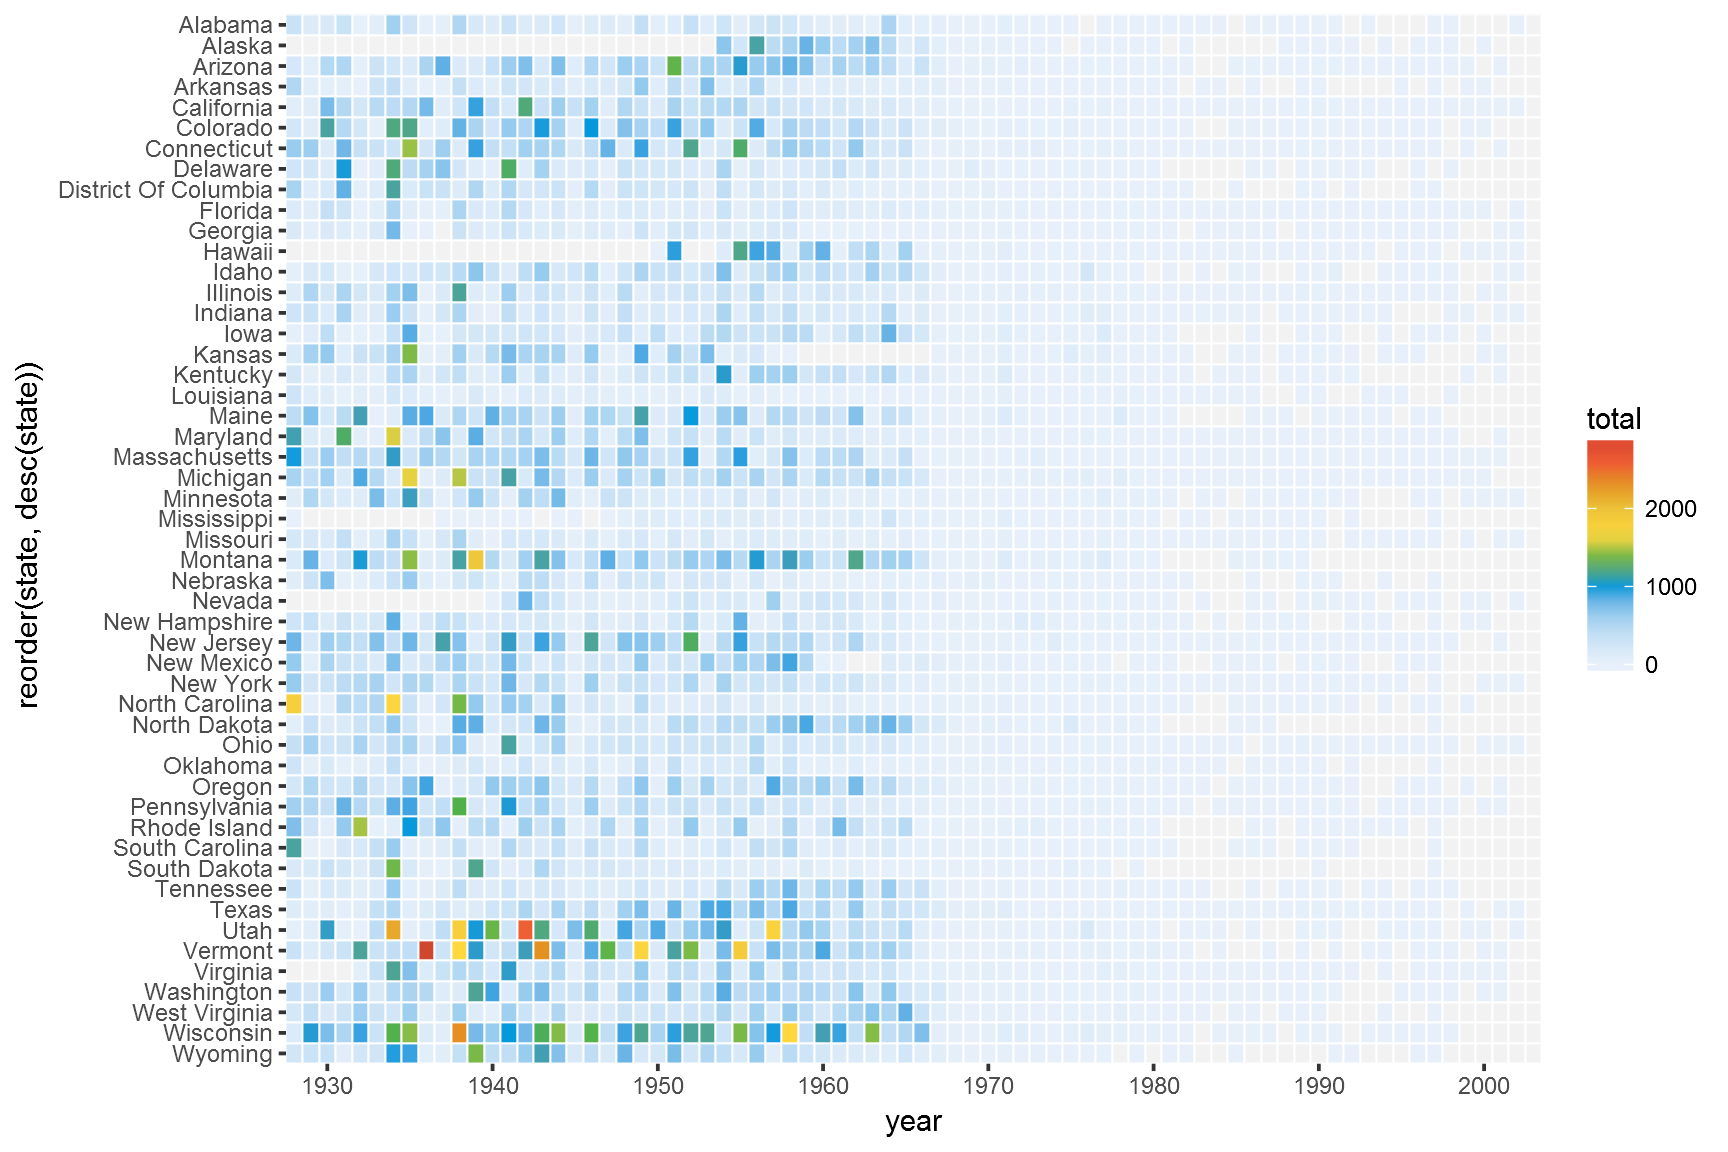 Alabama
Alaska
Arizona
Arkansas
California
Colorado
Connecticut
Delaware
District Of Columbia
Florida
Georgia
Hawaii
Idaho
Illinois
Indiana
Iowa
Kansas
Kentucky
Louisiana
Maine
Maryland
Massachusetts
Michigan
Minnesota
Mississippi
Missouri
Montana
Nebraska
Nevada
New Hampshire
New Jersey
New Mexico
New York
North Carolina
North Dakota
Ohio
Oklahoma
Oregon
Pennsylvania
Rhode Island
South Carolina
South Dakota
Tennessee
Texas
Utah
Vermont
Virginia
Washington
West Virginia
Wisconsin
Wyoming
reorder(state, desc(state))
1930 1940 1950 1960 1970 1980 1990 2000
year
total
2000
1000
0